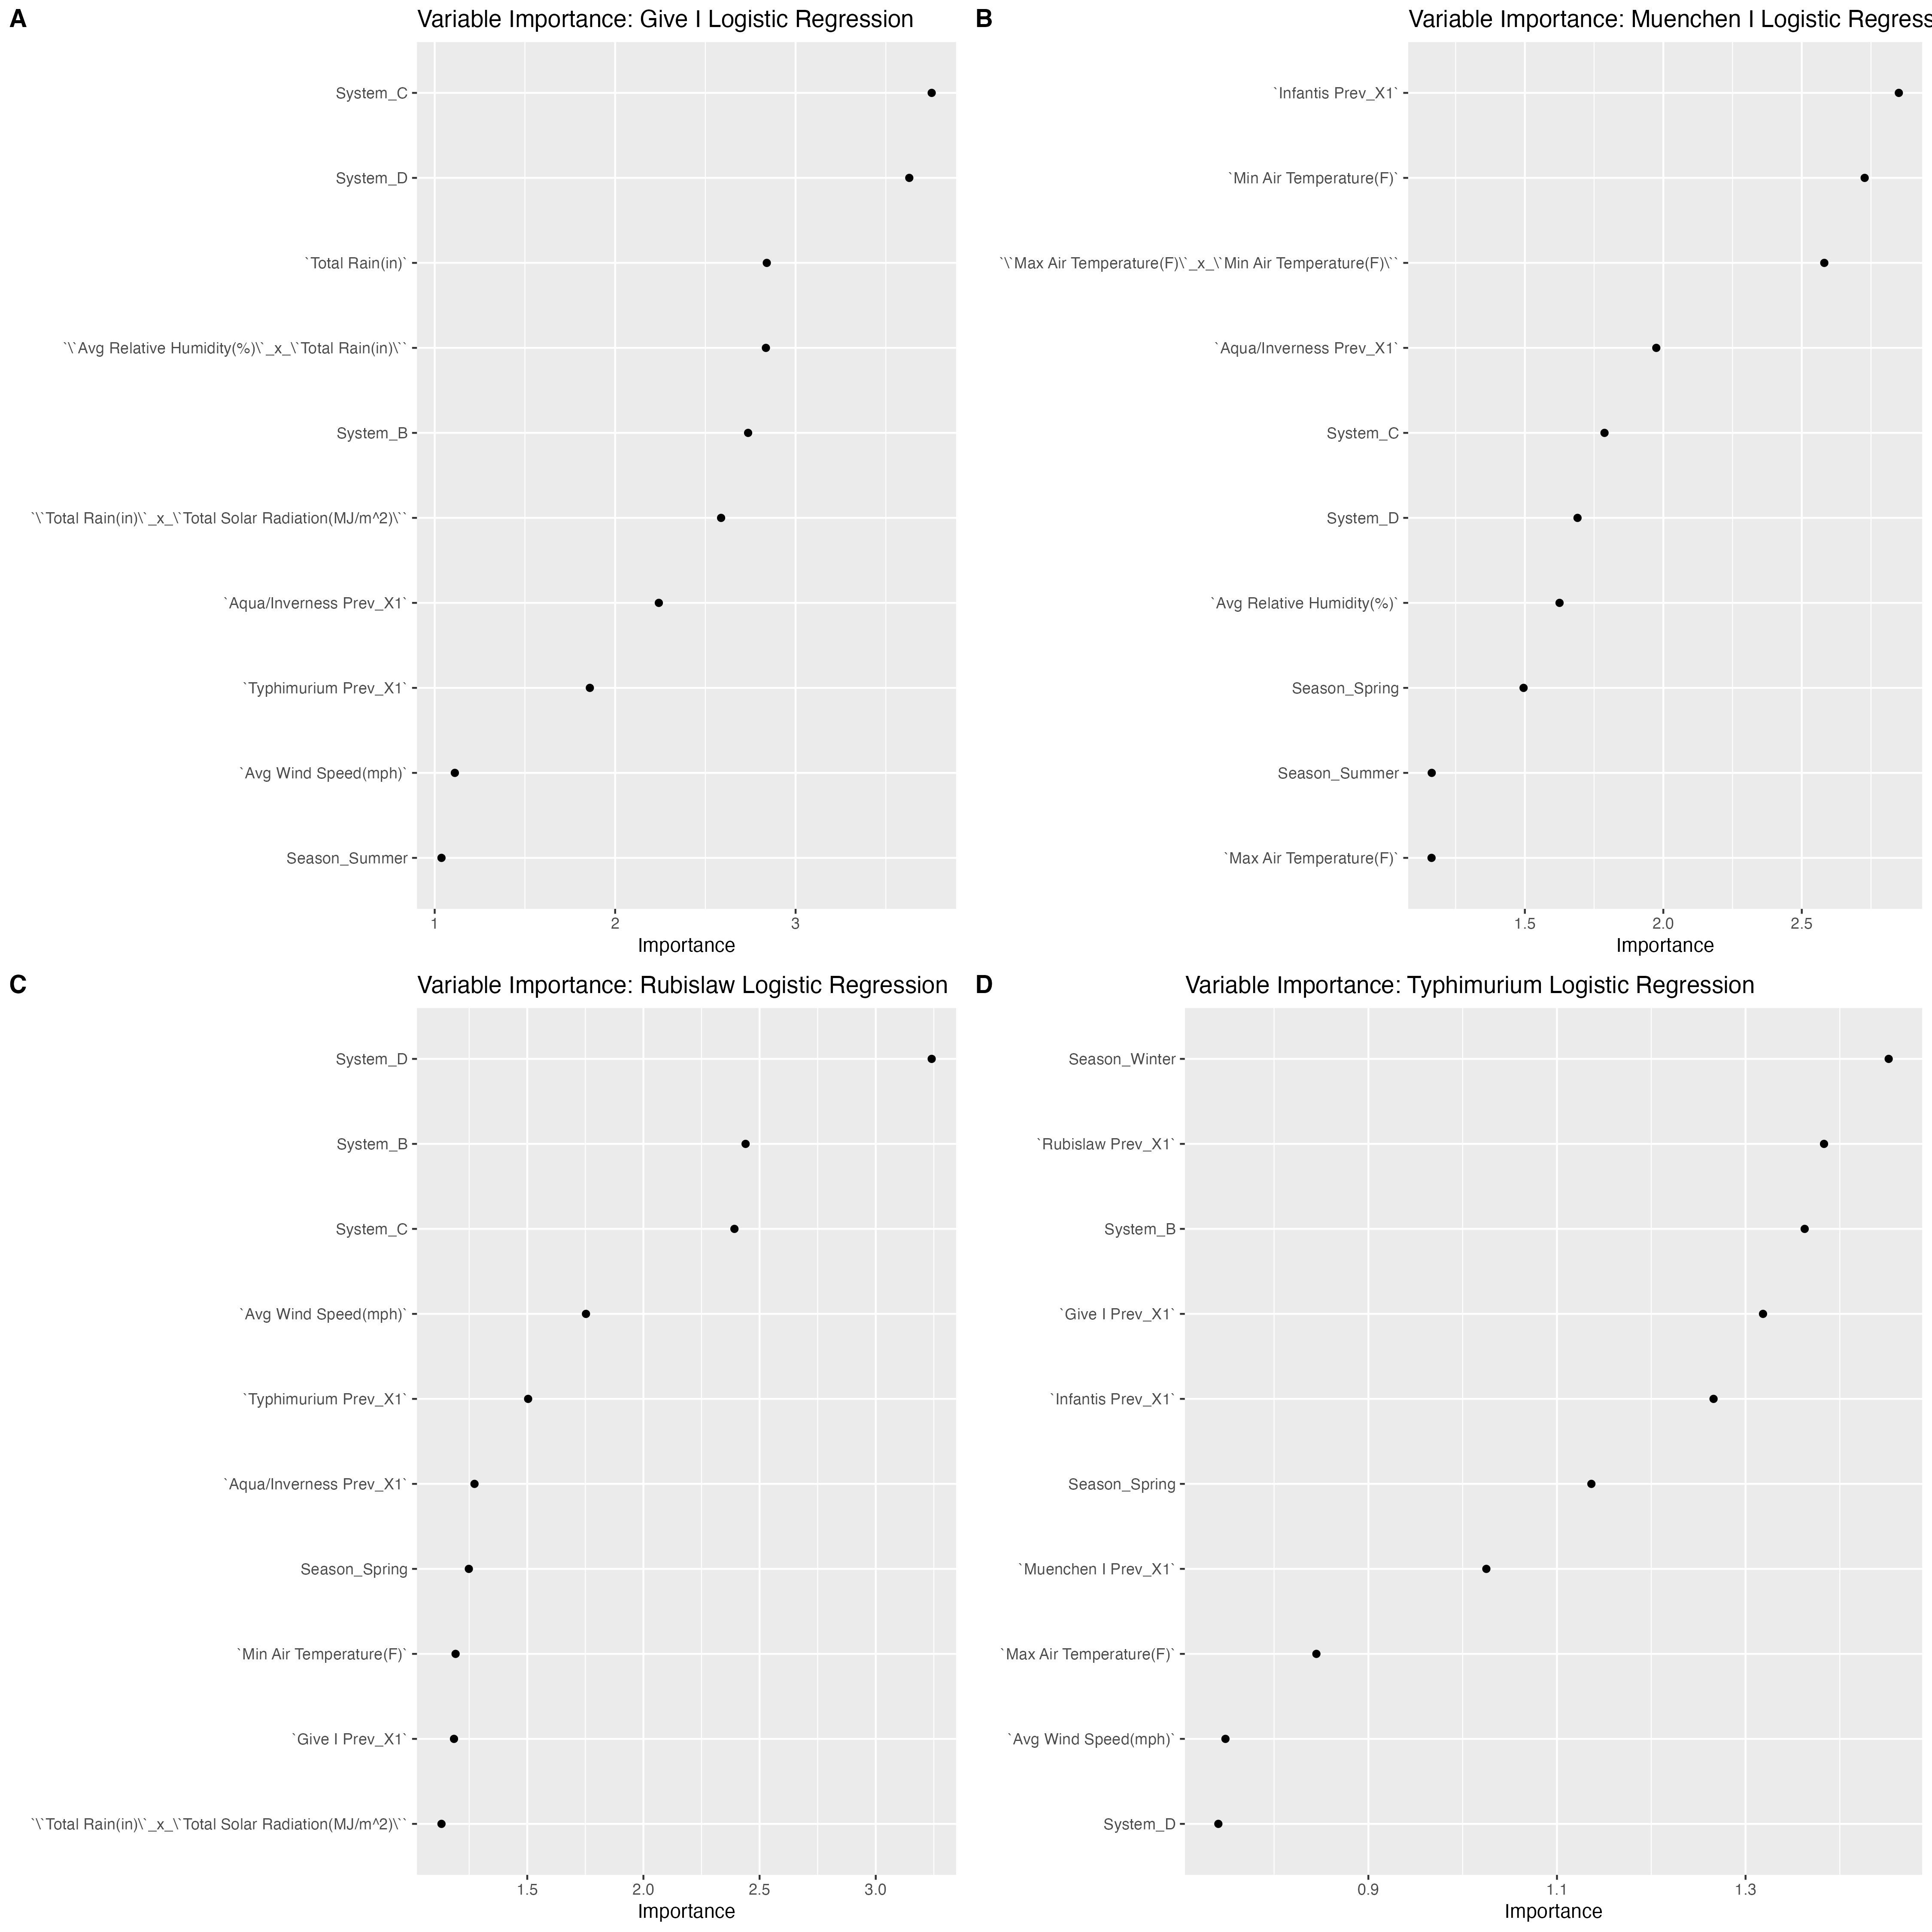 A
Variable Importance: Give I Logistic Regression
System_C
System_D
`Total Rain(in)`
`\`Avg Relative Humidity(%)\`_x_\`Total Rain(in)\``
System_B
`\`Total Rain(in)\`_x_\`Total Solar Radiation(MJ/m^2)\``
`Aqua/Inverness Prev_X1`
`Typhimurium Prev_X1`
`Avg Wind Speed(mph)`
Season_Summer
1 2 3
Importance
B
Variable Importance: Muenchen I Logistic Regress
`Infantis Prev_X1`
`Min Air Temperature(F)`
`\`Max Air Temperature(F)\`_x_\`Min Air Temperature(F)\``
`Aqua/Inverness Prev_X1`
System_C
System_D
`Avg Relative Humidity(%)`
Season_Spring
Season_Summer
`Max Air Temperature(F)`
1.5 2.0 2.5
Importance
C
Variable Importance: Rubislaw Logistic Regression
System_D
System_B
System_C
`Avg Wind Speed(mph)`
`Typhimurium Prev_X1`
`Aqua/Inverness Prev_X1`
Season_Spring
`Min Air Temperature(F)`
`Give I Prev_X1`
`\`Total Rain(in)\`_x_\`Total Solar Radiation(MJ/m^2)\``
1.5 2.0 2.5 3.0
Importance
D
Variable Importance: Typhimurium Logistic Regression
Season_Winter
`Rubislaw Prev_X1`
System_B
`Give I Prev_X1`
`Infantis Prev_X1`
Season_Spring
`Muenchen I Prev_X1`
`Max Air Temperature(F)`
`Avg Wind Speed(mph)`
System_D
0.9 1.1 1.3
Importance